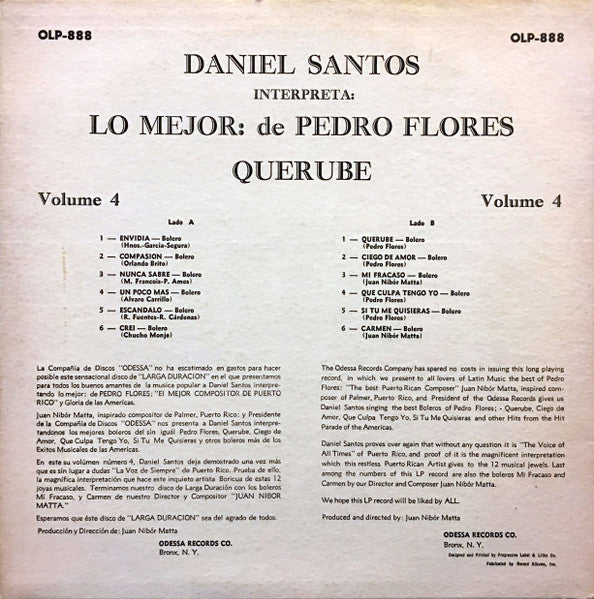 OLP-888
OLP-888
DANIEL SANTOS
INTERPRETA:
LO MEJOR: de PEDRO FLORES
QUERUBE
Volume 4
Volume 4
Lado A
1 — ENVIDIA — Bolero
(Hnos.-Garcia-Segura)
2 — COMPASION — Bolero
(Orlando Brito)
3 — NUNCA SABRE — Bolero
(M. Francois-P. Amos)
4 — UN POCO MAS — Bolero
(Alvaro Carrillo)
5 — ESCANDALO — Bolero
(R. Fuentes-R. Cárdenas)
6 — CREI — Bolero
(Chucho Monje)
Lado B
1 — QUERUBE — Bolero
(Pedro Flores)
2 — CIEGO DE AMOR — Bolero
(Pedro Flores)
3 — MI FRACASO — Bolero
(Juan Nibór Matta)
4 — QUE CULPA TENGO YO — Bolero
(Pedro Flores)
5 — SI TU ME QUISIERAS — Bolero
(Pedro Flores)
6 — CARMEN — Bolero
(Juan Nibór Matta)
La Compañía de Discos "ODESSA" no ha escatimado en gastos para hacer
posible este sensacional disco de "LARGA DURACION" en el que presentamos
para todos los buenos amantes de la musica popular a Daniel Santos interpre-
tando lo mejor: de PEDRO FLORES; "EL MEJOR COMPOSITOR DE PUERTO
RICO" y Gloria de las Americas.
Juan Nibór Matta, inspirado compositor de Palmer, Puerto Rico: y Presidente
de la Compañía de Discos "ODESSA" nos presenta a Daniel Santos interpre-
tandonos los mejores boleros del sin igual Pedro Flores, Querube, Ciego de
Amor, Que Culpa Tengo Yo, Si Tu Me Quisieras y otros boleros más de los
Exitos Musicales de las Americas.
En este su volúmen número 4, Daniel Santos deja demostrado una vez más
que es sin lugar a dudas "La Voz de Siempre" de Puerto Rico. Prueba de ello,
la magnifica interpretación que hace este inquieto artista Boricua de estas 12
joyas musicales. Terminamos nuestro disco de Larga Duración con los boleros
Mi Fracaso, y Carmen de nuestro Director y Compositor "JUAN NIBOR
MATTA."
Esperamos que éste disco de "LARGA DURACION" sea del agrado de todos.
Producción y Dirección de: Juan Nibór Matta
ODESSA RECORDS CO.
Bronx, N. Y.
The Odessa Records Company has spared no costs in issuing this long playing
record, in which we present to all lovers of Latin Music the best of Pedro
Flores: "The best Puerto Rican Composer" Juan Nibór Matta, inspired com-
poser of Palmer, Puerto Rico, and President of the Odessa Records gives us
Daniel Santos singing the best Boleros of Pedro Flores; - Querube, Ciego de
Amor, Que Culpa Tengo Yo, Si Tu Me Quisieras and other Hits from the Hit
Parade of the Americas.
Daniel Santos proves over again that without any question it is "The Voice of
All Times" of Puerto Rico, and proof of it is the magnificent interpretation
which this restless Puerto Rican Artist gives to the 12 musical jewels. Last
among the numbers of this LP record are also the boleros Mi Fracaso and
Carmen by our Director and Composer Juan Nibór Matta.
We hope this LP record will be liked by ALL.
Produced and directed by: Juan Nibór Matta
ODESSA RECORDS CO.
Bronx, N. Y.
Designed and Printed by Progressive Label & Litho Co.
Fabricated by Record Albums, Inc.